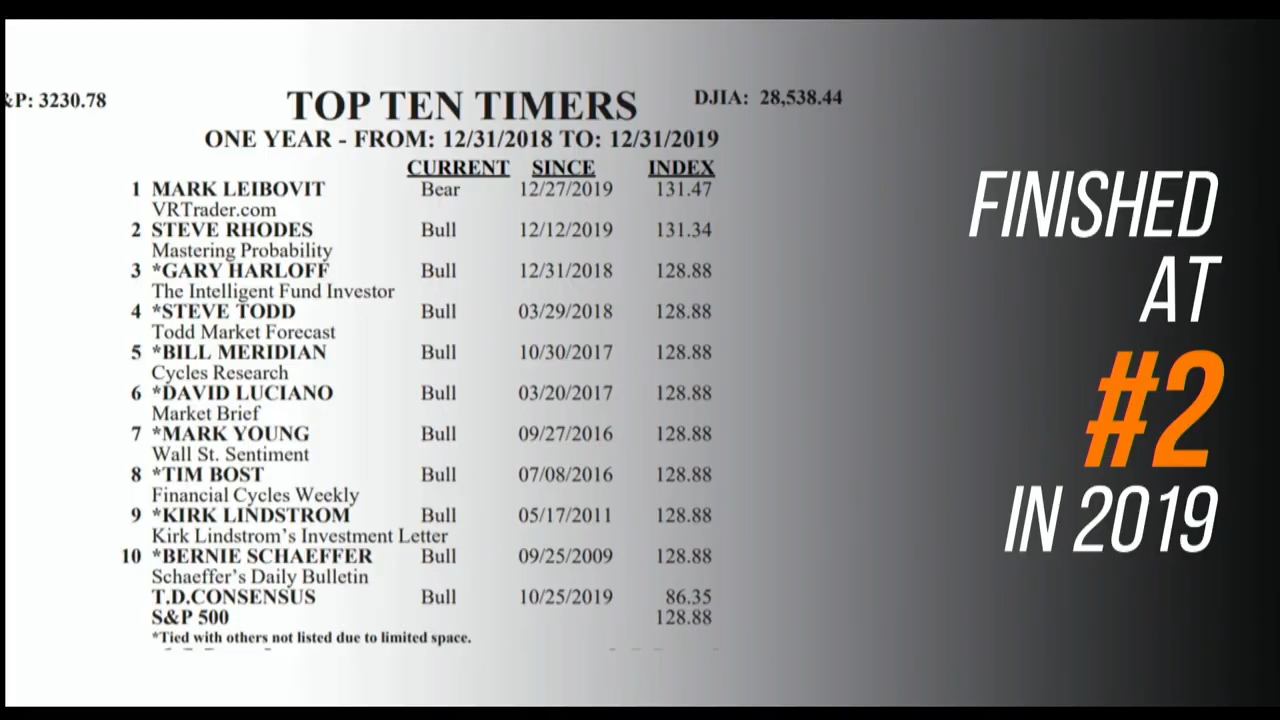 &P: 3230.78
TOP TEN TIMERS
DJIA: 28,538.44
ONE YEAR - FROM: 12/31/2018 TO: 12/31/2019
CURRENT SINCE INDEX
1 MARK LEIBOVIT Bear 12/27/2019 131.47
VRTrader.com
2 STEVE RHODES Bull 12/12/2019 131.34
Mastering Probability
3 *GARY HARLOFF Bull 12/31/2018 128.88
The Intelligent Fund Investor
4 *STEVE TODD Bull 03/29/2018 128.88
Todd Market Forecast
5 *BILL MERIDIAN Bull 10/30/2017 128.88
Cycles Research
6 *DAVID LUCIANO Bull 03/20/2017 128.88
Market Brief
7 *MARK YOUNG Bull 09/27/2016 128.88
Wall St. Sentiment
8 *TIM BOST Bull 07/08/2016 128.88
Financial Cycles Weekly
9 *KIRK LINDSTROM Bull 05/17/2011 128.88
Kirk Lindstrom's Investment Letter
10 *BERNIE SCHAEFFER Bull 09/25/2009 128.88
Schaeffer's Daily Bulletin
T.D.CONSENSUS Bull 10/25/2019 86.35
S&P 500 128.88
*Tied with others not listed due to limited space.
FINISHED
AT
#2
IN 2019